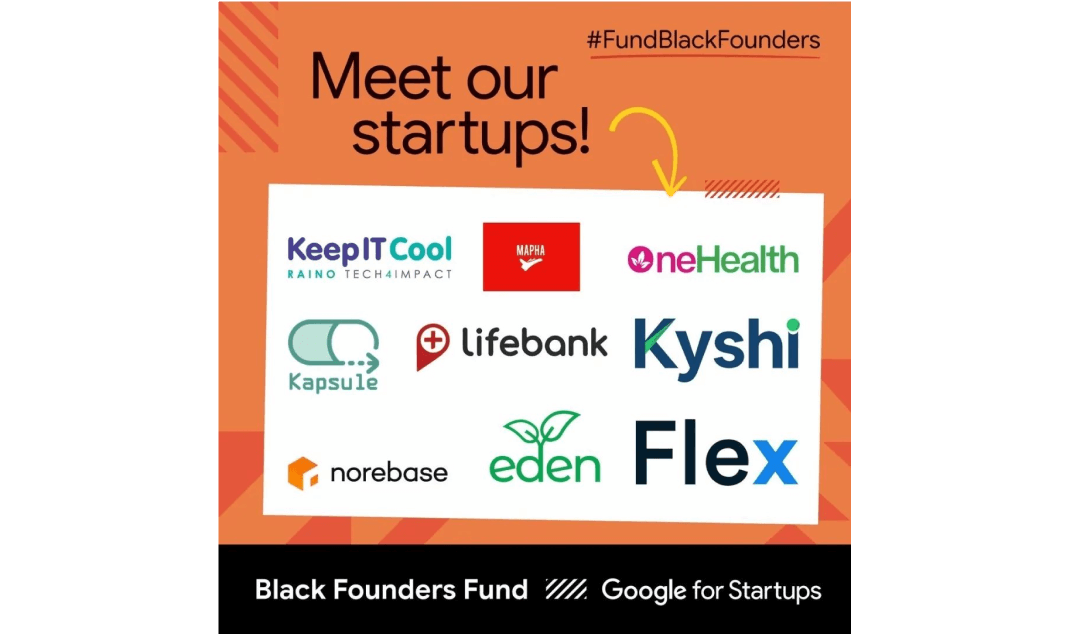 #FundBlackFounders
Meet our
startups!
KeepIT Cool
RAINO TECH4IMPACT
MAPHA
OneHealth
Kapsule
lifebank
Kyshi
norebase
eden
Flex
Black Founders Fund
Google for Startups